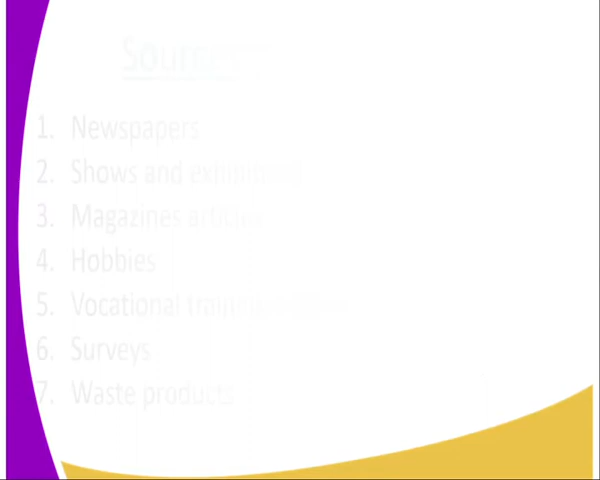 1. Newspapers
2. Shows and
3. Magazines
4. Hobbies
5. Vocational
6. Surveys
7. Waste products